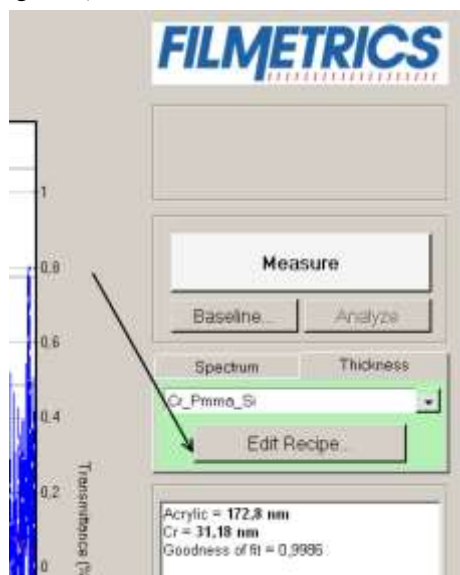 FILMETRICS
1
0,8
0,6
0,4
0,2
0
Transmittance (%
Measure
Baseline...
Analyze
Spectrum
Thickness
Cr_Pmma_Si
Edit Recipe...
Acrylic = 172,8 nm
Cr = 31,18 nm
Goodness of fit = 0,9986